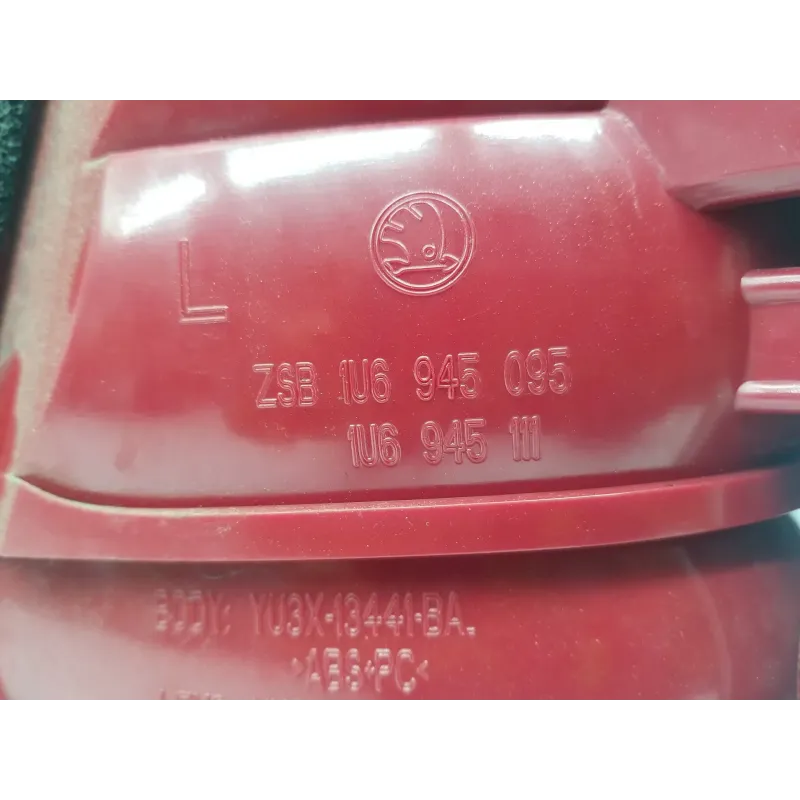 L
ZSB 1U6 945 095
1U6 945 111
BODY: YU3X-13441-BA.
>ABS+PC<